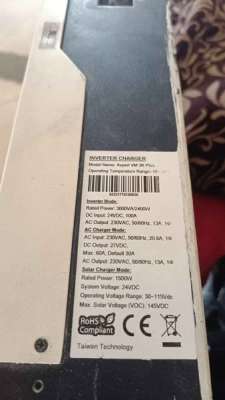 INVERTER CHARGER
Model Name: Axpert VM 3K Plus
Operating Temperature Range: 10
Inverter Mode:
Rated Power: 3000VA/2400W
DC Input: 24VDC, 100A
AC Output: 230VAC, 50/60Hz, 13A,
AC Charger Mode:
AC Input: 230VAC, 50/60Hz, 20.6A,
DC Output: 27VDC,
Max. 60A, Default 30A
AC Output: 230VAC, 50/60Hz, 13A,
Solar Charger Mode:
Rated Power: 1500W
System Voltage: 24VDC
Operating Voltage Range: 30~115Vdc
Max. Solar Voltage (VOC): 145VDC
RoHS
Compliant
CE
Taiwan Technology